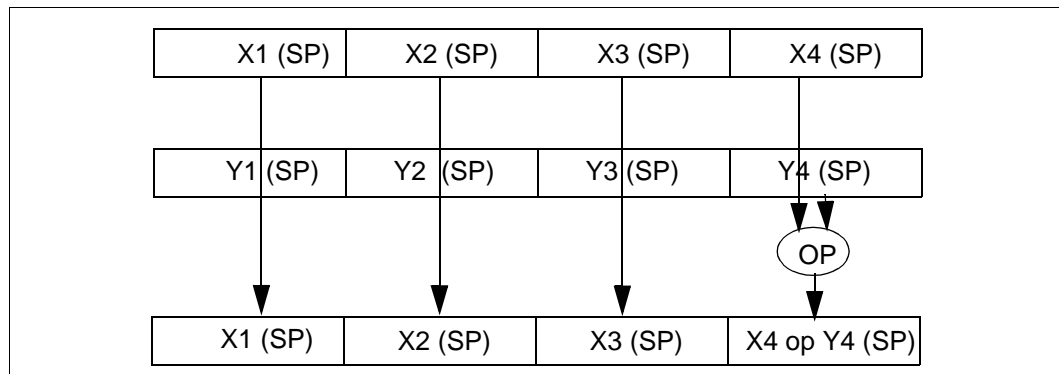 X1 (SP) X2 (SP) X3 (SP) X4 (SP)
Y1 (SP) Y2 (SP) Y3 (SP) Y4 (SP)
OP
X1 (SP) X2 (SP) X3 (SP) X4 op Y4 (SP)